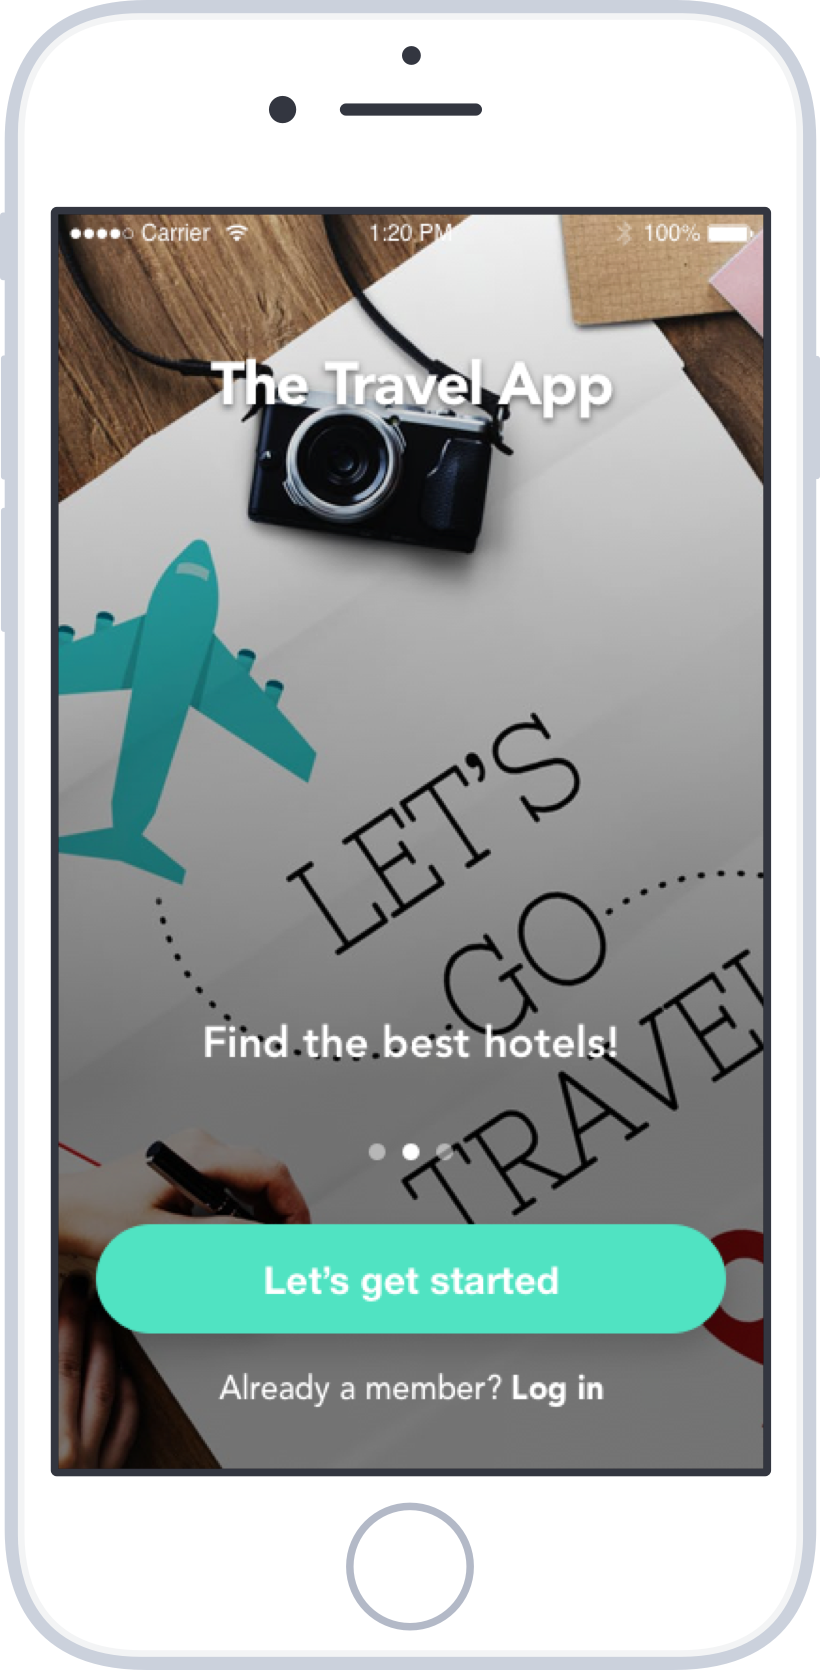 Carrier 1:20 PM 100%
The Travel App
LET'S
GO
TRAVEL
Find the best hotels!
Let's get started
Already a member? Log in